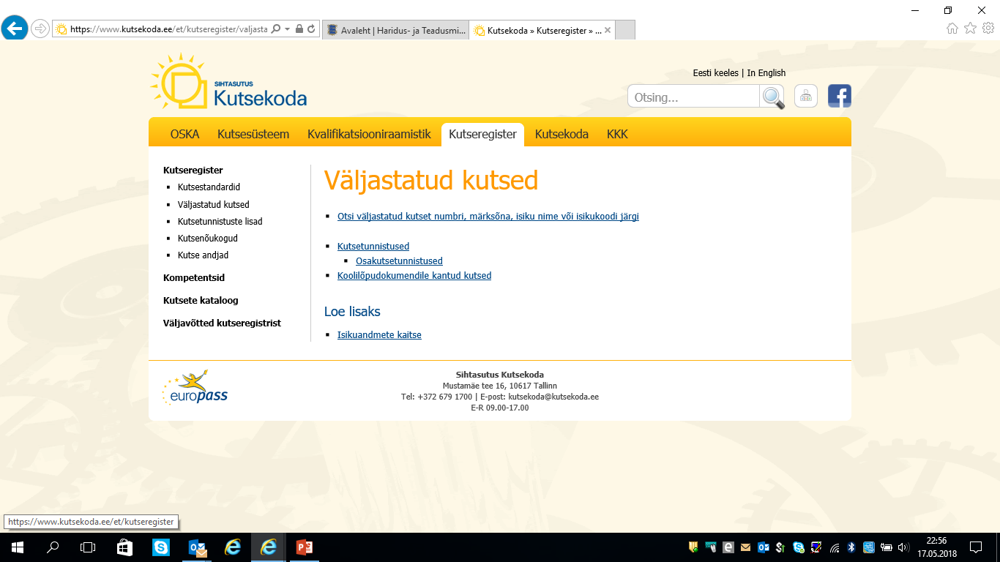 https://www.kutsekoda.ee/et/kutseregister/valjasta
Avaleht | Haridus- ja Teadusmi...
Kutsekoda » Kutseregister » ...
SIHTASUTUS
Kutsekoda
Eesti keeles | In English
Otsing...
OSKA
Kutsesüsteem
Kvalifikatsiooniraamistik
Kutseregister
Kutsekoda
KKK
Kutseregister
Kutsestandardid
Väljastatud kutsed
Kutsetunnistuste lisad
Kutsenõukogud
Kutse andjad
Kompetentsid
Kutsete kataloog
Väljavõtted kutseregistrist
Väljastatud kutsed
Otsi väljastatud kutset numbri, märksõna, isiku nime või isikukoodi järgi
Kutsetunnistused
Osakutsetunnistused
Koolilõpudokumendile kantud kutsed
Loe lisaks
Isikuandmete kaitse
europass
Sihtasutus Kutsekoda
Mustamäe tee 16, 10617 Tallinn
Tel: +372 679 1700 | E-post: kutsekoda@kutsekoda.ee
E-R 09.00-17.00
https://www.kutsekoda.ee/et/kutseregister
22:56
17.05.2018